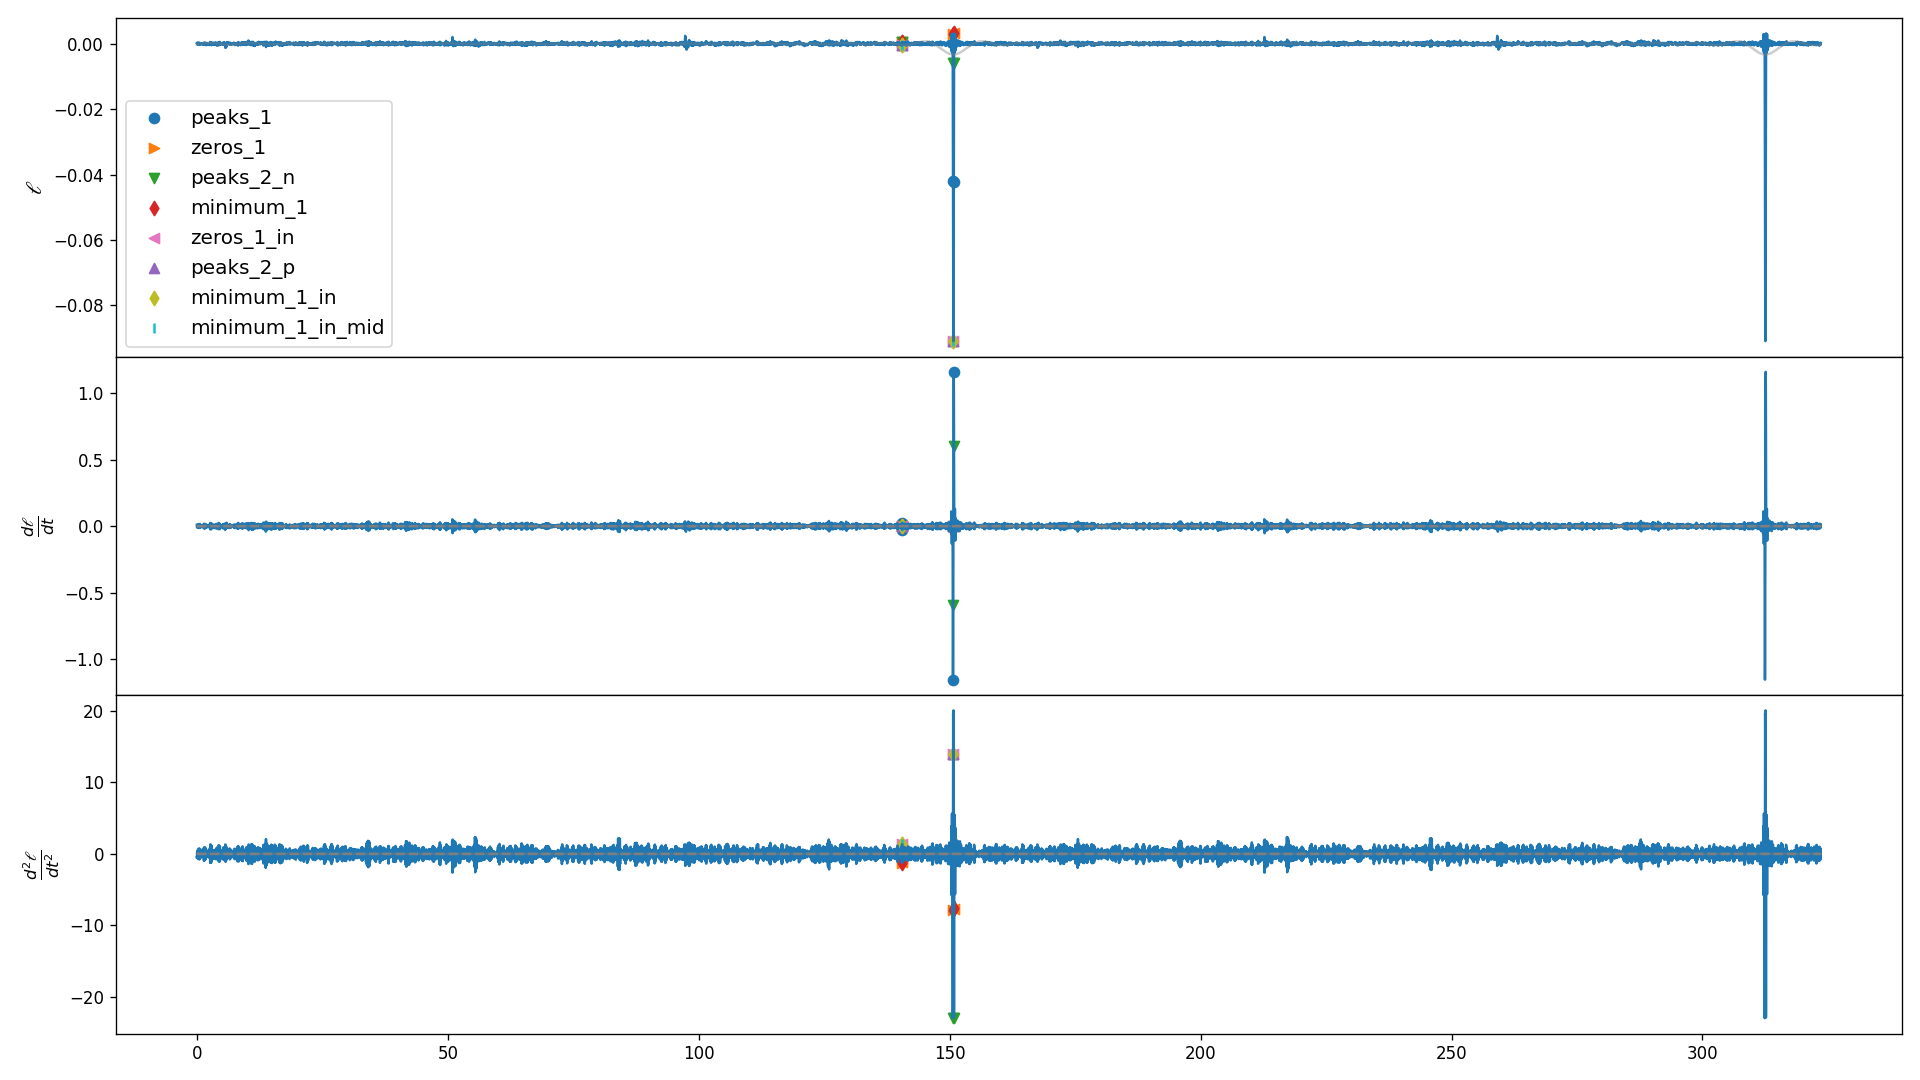 0.00
−0.02
−0.04
−0.06
−0.08
ℓ
peaks_1
zeros_1
peaks_2_n
minimum_1
zeros_1_in
peaks_2_p
minimum_1_in
minimum_1_in_mid
1.0
0.5
0.0
−0.5
−1.0
dℓ
dt
20
10
0
−10
−20
d²ℓ
dt²
0 50 100 150 200 250 300